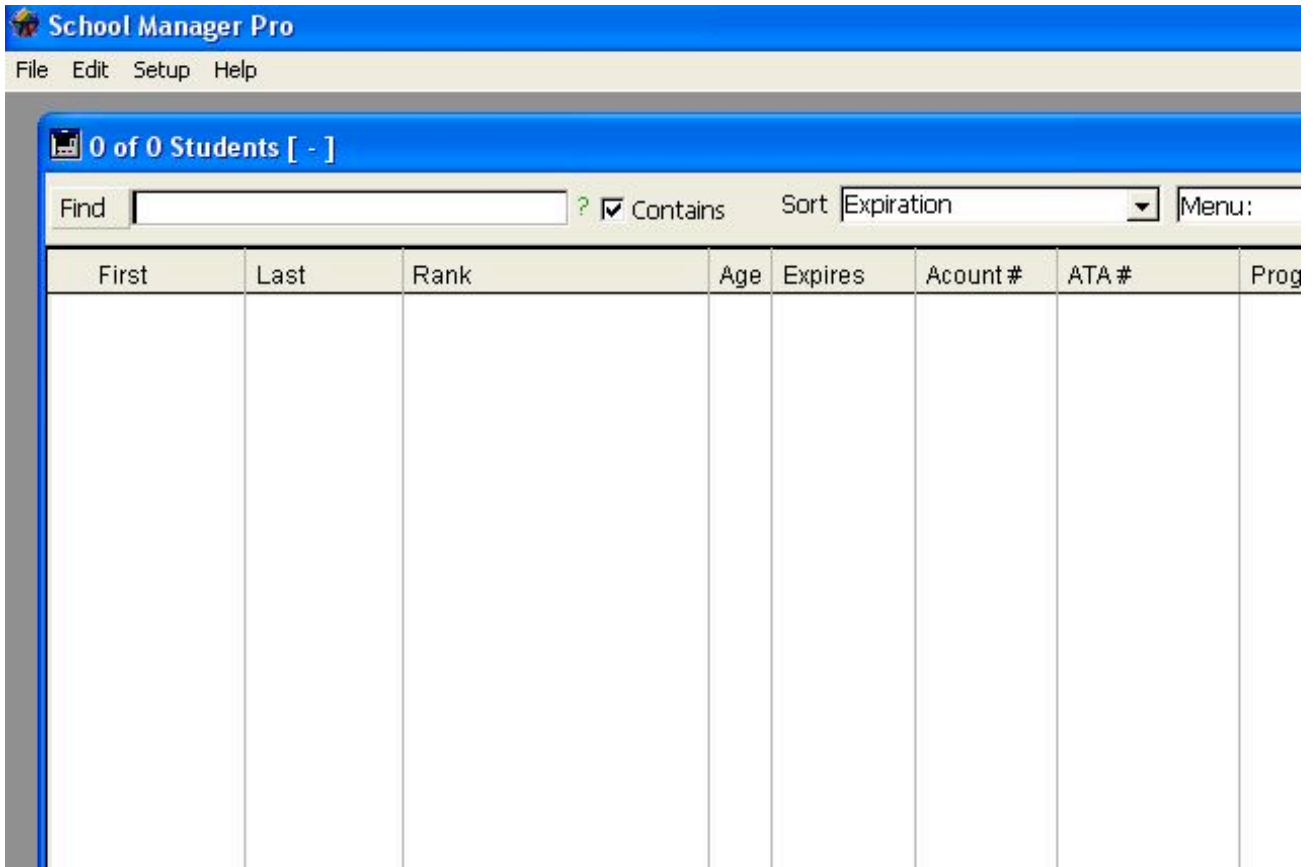 School Manager Pro
File Edit Setup Help
0 of 0 Students [ - ]
Find ? Contains Sort Expiration Menu:
First Last Rank Age Expires Acount # ATA # Prog